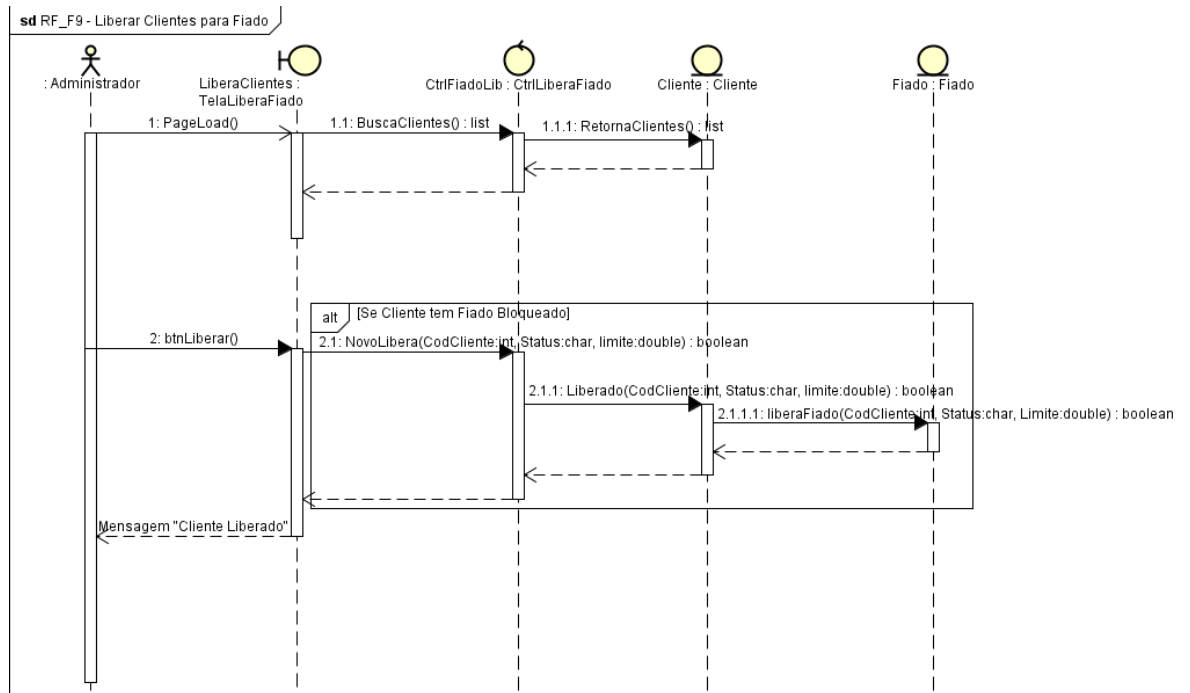 sd RF_F9 - Liberar Clientes para Fiado
: Administrador
LiberaClientes :
TelaLiberaFiado
CtrlFiadoLib : CtrlLiberaFiado
Cliente : Cliente
Fiado : Fiado
1: PageLoad()
1.1: BuscaClientes() : list
1.1.1: RetornaClientes() : list
alt
[Se Cliente tem Fiado Bloqueado]
2: btnLiberar()
2.1: NovoLibera(CodCliente:int, Status:char, limite:double) : boolean
2.1.1: Liberado(CodCliente:int, Status:char, limite:double) : boolean
2.1.1.1: liberaFiado(CodCliente:int, Status:char, Limite:double) : boolean
Mensagem "Cliente Liberado"